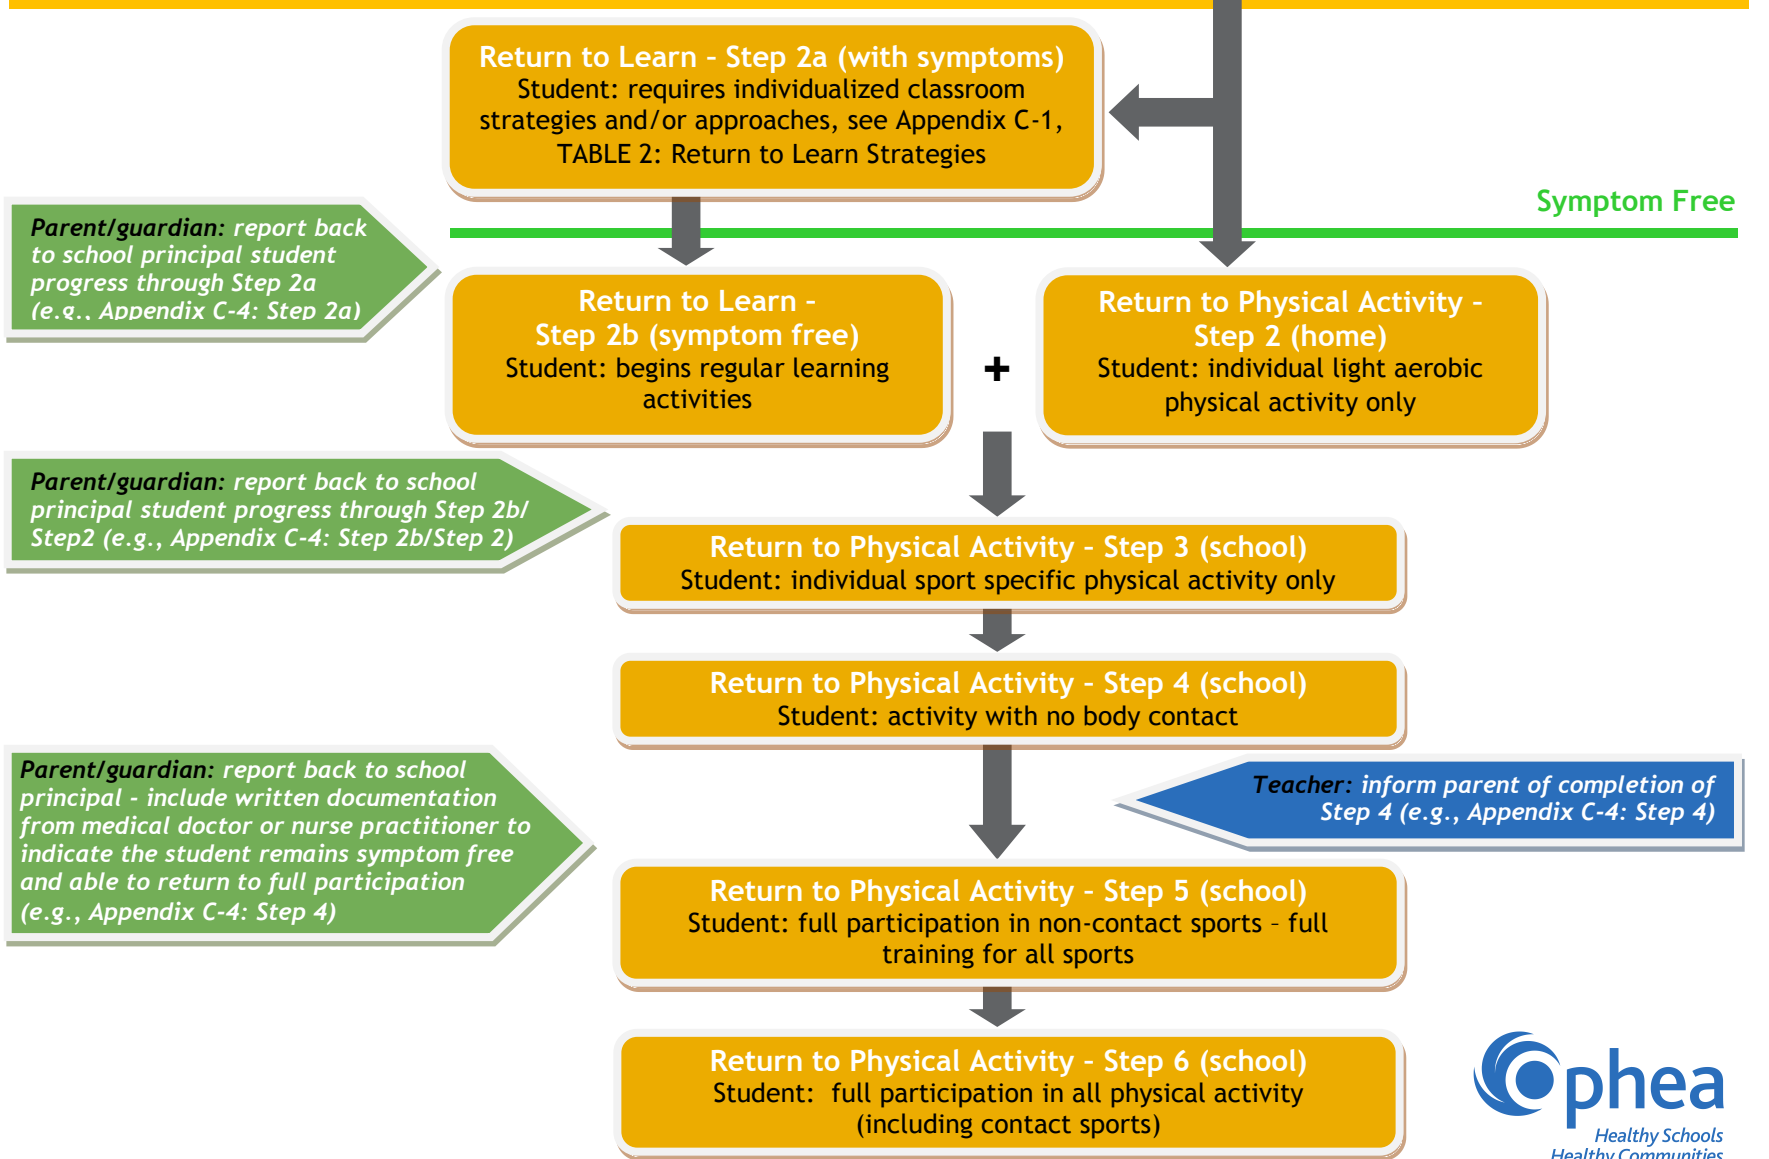 Return to Learn – Step 2a (with symptoms)
Student: requires individualized classroom
strategies and/or approaches, see Appendix C-1,
TABLE 2: Return to Learn Strategies
Symptom Free
Parent/guardian: report back
to school principal student
progress through Step 2a
(e.g., Appendix C-4: Step 2a)
Return to Learn –
Step 2b (symptom free)
Student: begins regular learning
activities
+
Return to Physical Activity –
Step 2 (home)
Student: individual light aerobic
physical activity only
Parent/guardian: report back to school
principal student progress through Step 2b/
Step2 (e.g., Appendix C-4: Step 2b/Step 2)
Return to Physical Activity – Step 3 (school)
Student: individual sport specific physical activity only
Return to Physical Activity – Step 4 (school)
Student: activity with no body contact
Parent/guardian: report back to school
principal - include written documentation
from medical doctor or nurse practitioner to
indicate the student remains symptom free
and able to return to full participation
(e.g., Appendix C-4: Step 4)
Teacher: inform parent of completion of
Step 4 (e.g., Appendix C-4: Step 4)
Return to Physical Activity – Step 5 (school)
Student: full participation in non-contact sports – full
training for all sports
Return to Physical Activity – Step 6 (school)
Student: full participation in all physical activity
(including contact sports)
Ophea
Healthy Schools
Healthy Communities